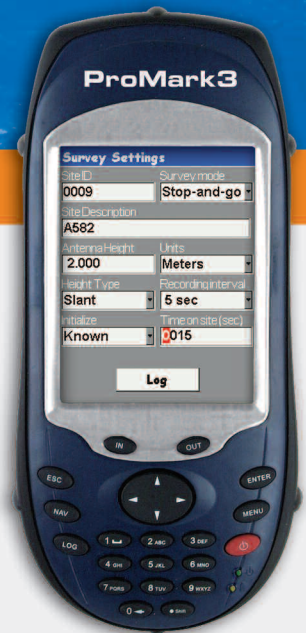 ProMark3
Survey Settings
Site ID Survey mode
0009 Stop-and-go
Site Description
A582
Antenna Height Units
2.000 Meters
Height Type Recording interval
Slant 5 sec
Initialize Time on site (sec)
Known 0015
Log
IN OUT
ESC ENTER
NAV MENU
LOG
1 2 ABC 3 DEF
4 GHI 5 JKL 6 MNO
7 PQRS 8 TUV 9 WXYZ
0